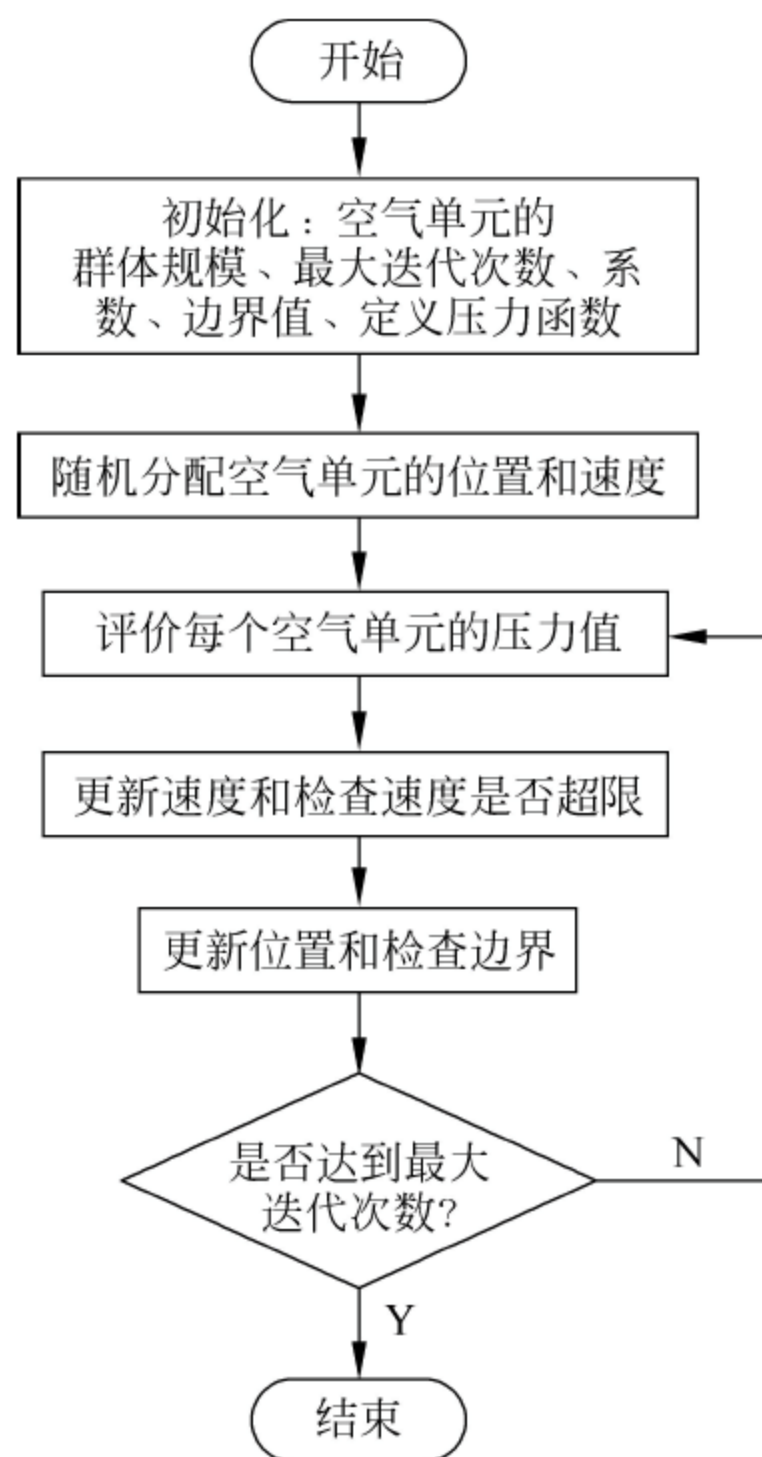 开始
初始化：空气单元的
群体规模、最大迭代次数、系
数、边界值、定义压力函数
随机分配空气单元的位置和速度
评价每个空气单元的压力值
更新速度和检查速度是否超限
更新位置和检查边界
是否达到最大
迭代次数?
N
Y
结束